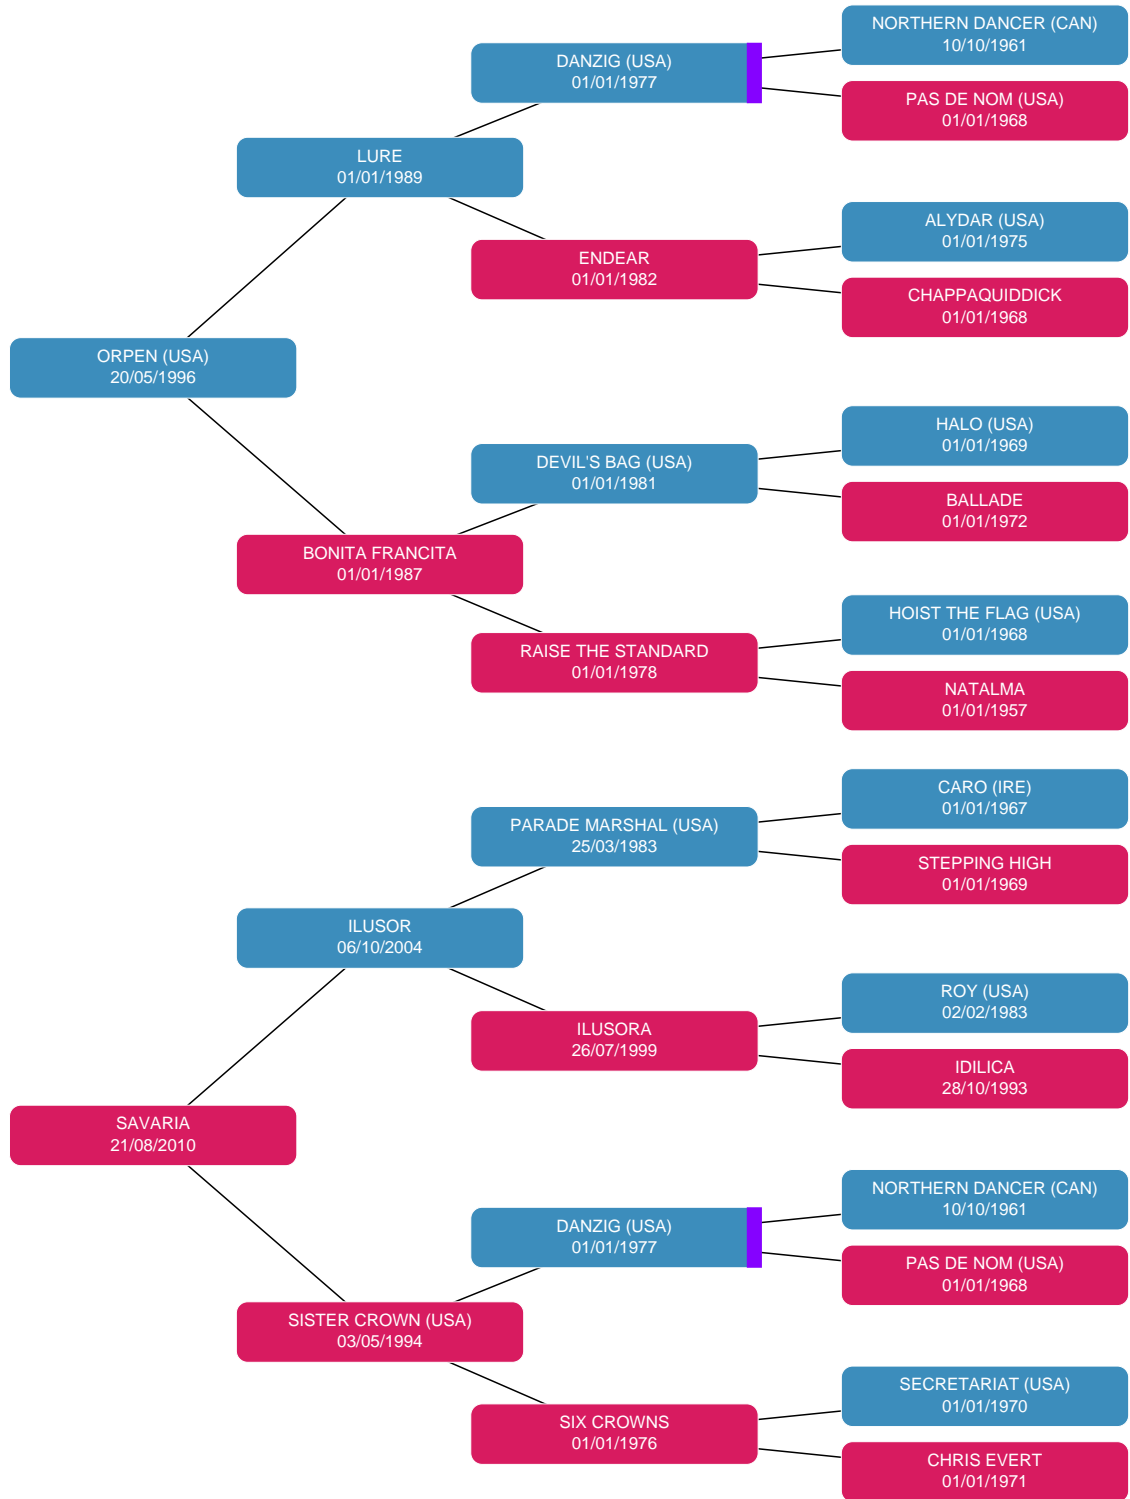 NORTHERN DANCER (CAN)
10/10/1961
DANZIG (USA)
01/01/1977
PAS DE NOM (USA)
01/01/1968
LURE
01/01/1989
ALYDAR (USA)
01/01/1975
ENDEAR
01/01/1982
CHAPPAQUIDDICK
01/01/1968
ORPEN (USA)
20/05/1996
HALO (USA)
01/01/1969
DEVIL'S BAG (USA)
01/01/1981
BALLADE
01/01/1972
BONITA FRANCITA
01/01/1987
HOIST THE FLAG (USA)
01/01/1968
RAISE THE STANDARD
01/01/1978
NATALMA
01/01/1957
CARO (IRE)
01/01/1967
PARADE MARSHAL (USA)
25/03/1983
STEPPING HIGH
01/01/1969
ILUSOR
06/10/2004
ROY (USA)
02/02/1983
ILUSORA
26/07/1999
IDILICA
28/10/1993
SAVARIA
21/08/2010
NORTHERN DANCER (CAN)
10/10/1961
DANZIG (USA)
01/01/1977
PAS DE NOM (USA)
01/01/1968
SISTER CROWN (USA)
03/05/1994
SECRETARIAT (USA)
01/01/1970
SIX CROWNS
01/01/1976
CHRIS EVERT
01/01/1971